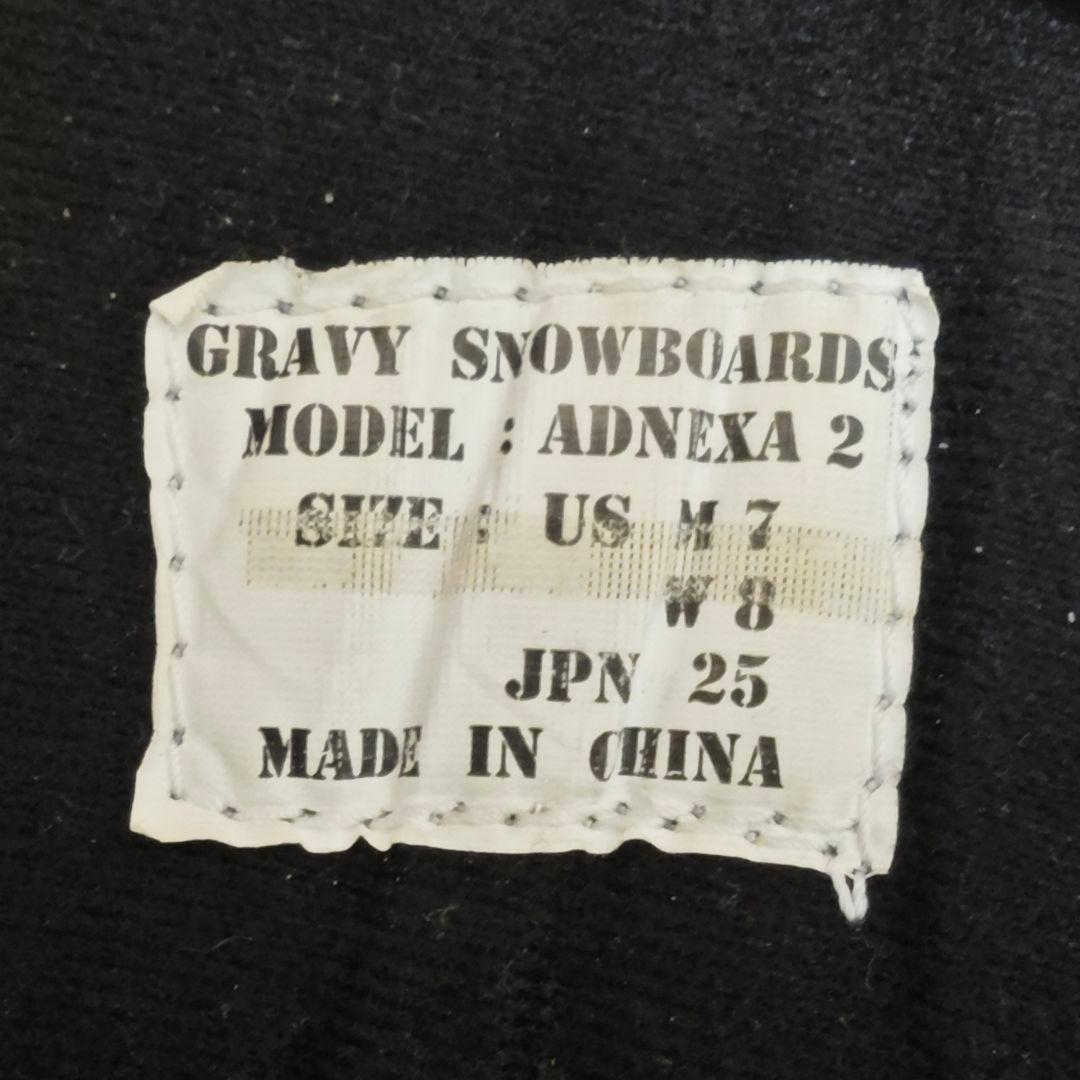 GRAVY SNOWBOARDS
MODEL : ADNEXA 2
SIZE : US M 7
W 8
JPN 25
MADE IN CHINA